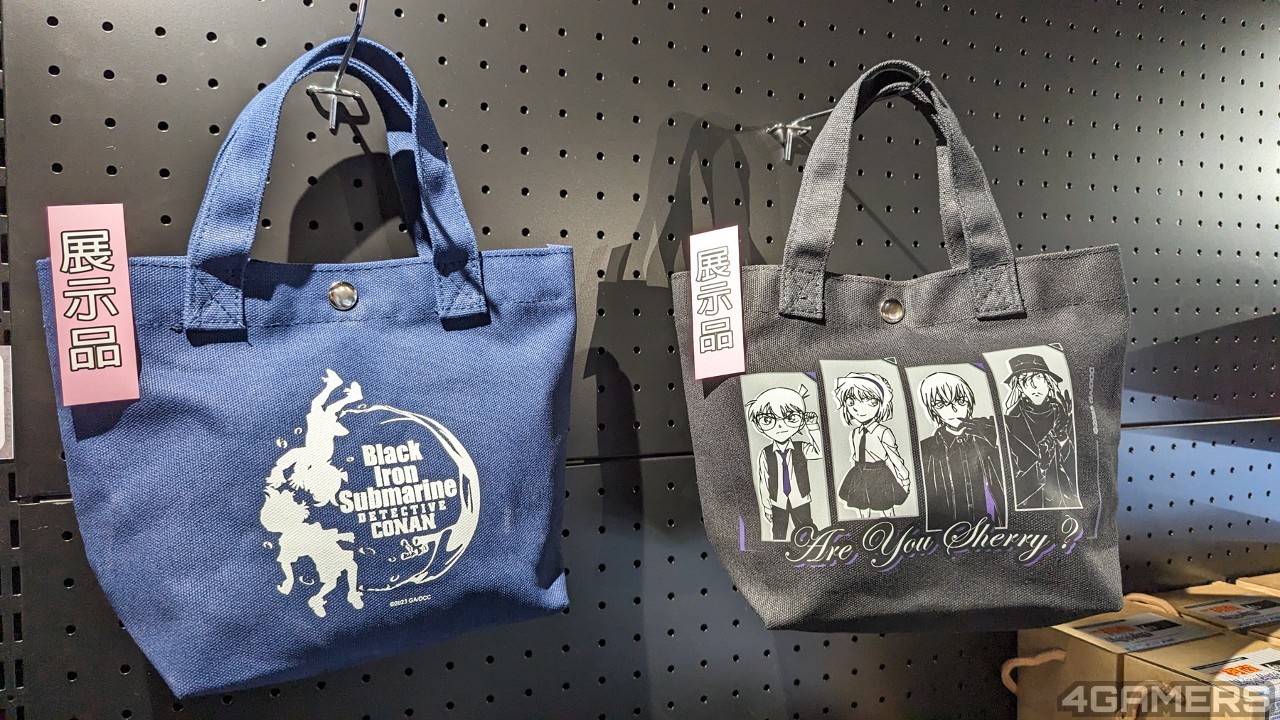 展示品
Black
Iron
Submarine
DETECTIVE
CONAN
©2023 GA/DCC
展示品
Are You Sherry ?
4GAMERS